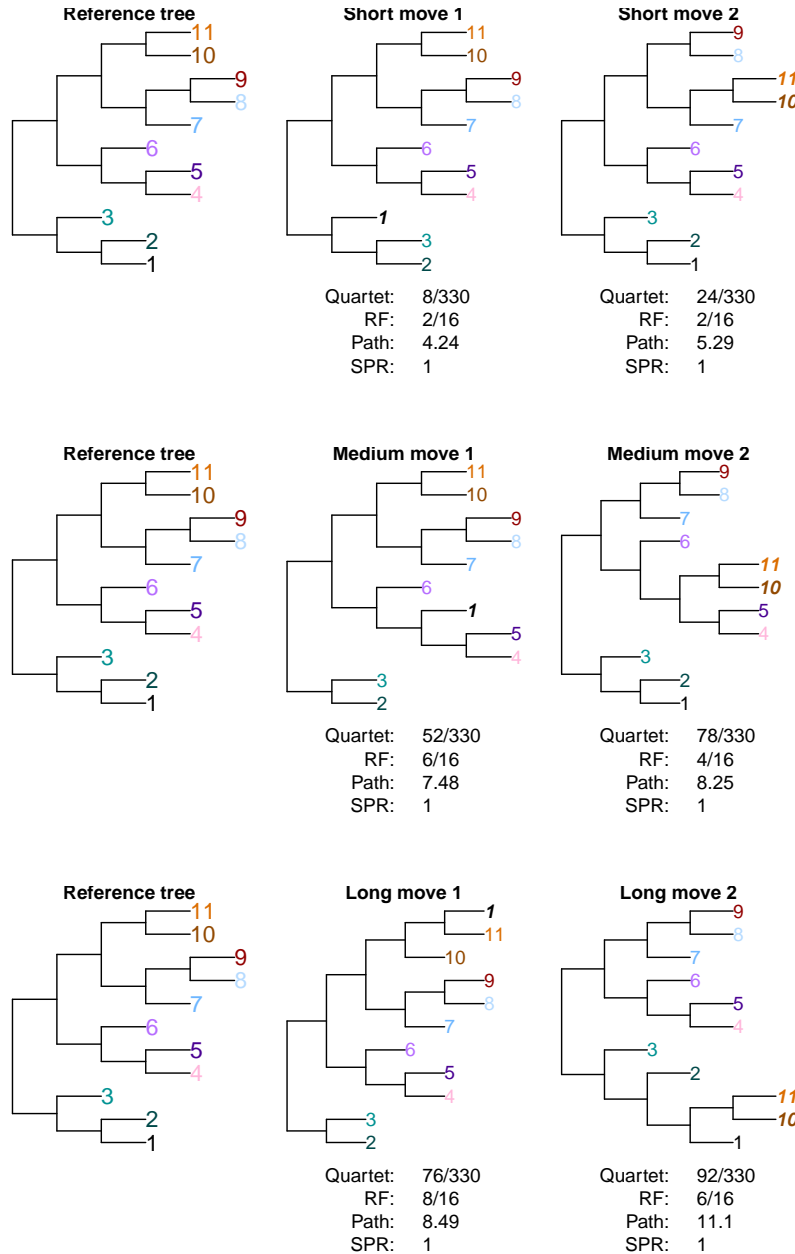 Reference tree Short move 1 Short move 2
11 11 9
10 10 8
9 9 11
8 8 10
7 7 7
6 6 6
5 5 5
4 4 4
3 1 3
2 3 2
1 2 1
Quartet: 8/330 Quartet: 24/330
RF: 2/16 RF: 2/16
Path: 4.24 Path: 5.29
SPR: 1 SPR: 1
Reference tree Medium move 1 Medium move 2
11 11 9
10 10 8
9 9 7
8 8 6
7 7 11
6 6 10
5 1 5
4 5 4
3 4 3
2 3 2
1 2 1
Quartet: 52/330 Quartet: 78/330
RF: 6/16 RF: 4/16
Path: 7.48 Path: 8.25
SPR: 1 SPR: 1
Reference tree Long move 1 Long move 2
11 1 9
10 11 8
9 10 7
8 9 6
7 8 5
6 7 4
5 6 3
4 5 2
3 4 11
2 3 10
1 2 1
Quartet: 76/330 Quartet: 92/330
RF: 8/16 RF: 6/16
Path: 8.49 Path: 11.1
SPR: 1 SPR: 1